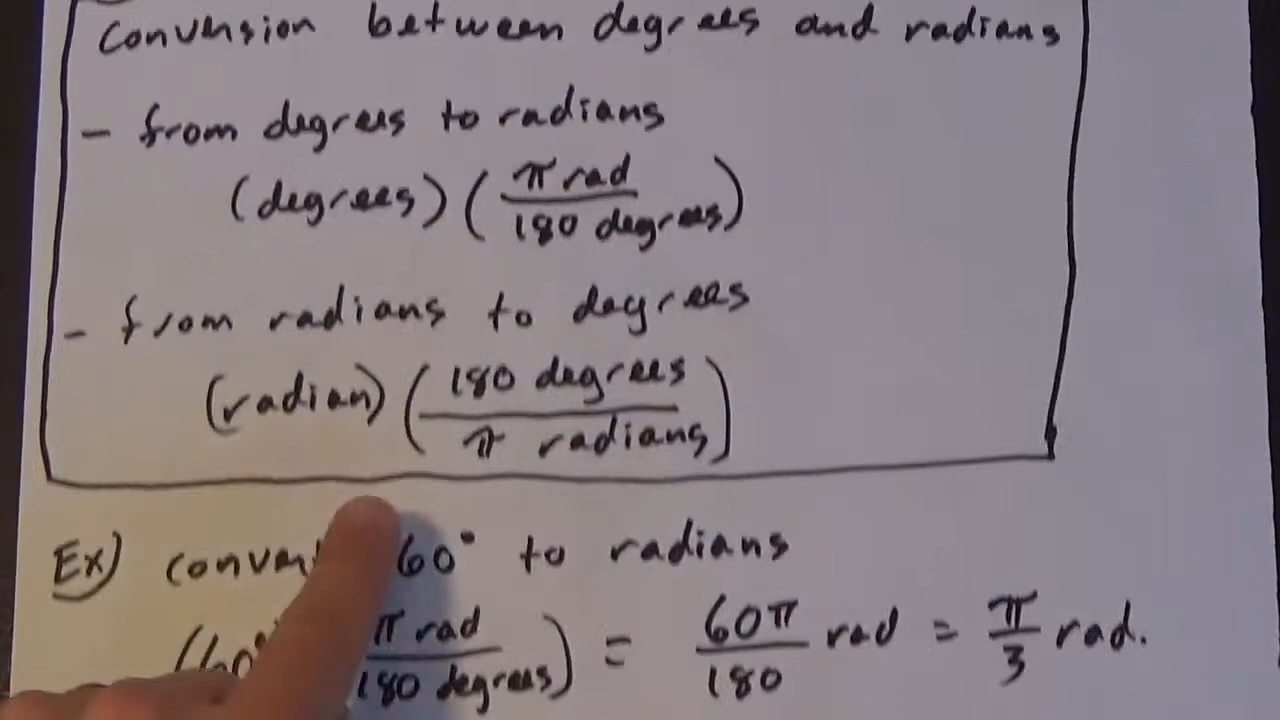 Conversion between degrees and radians
- from degrees to radians
(degrees) (π rad / 180 degrees)
- from radians to degrees
(radian) (180 degrees / π radians)
Ex) 60° to radians
(60° π rad / 180 degrees) = 60π / 180 rad = π / 3 rad.